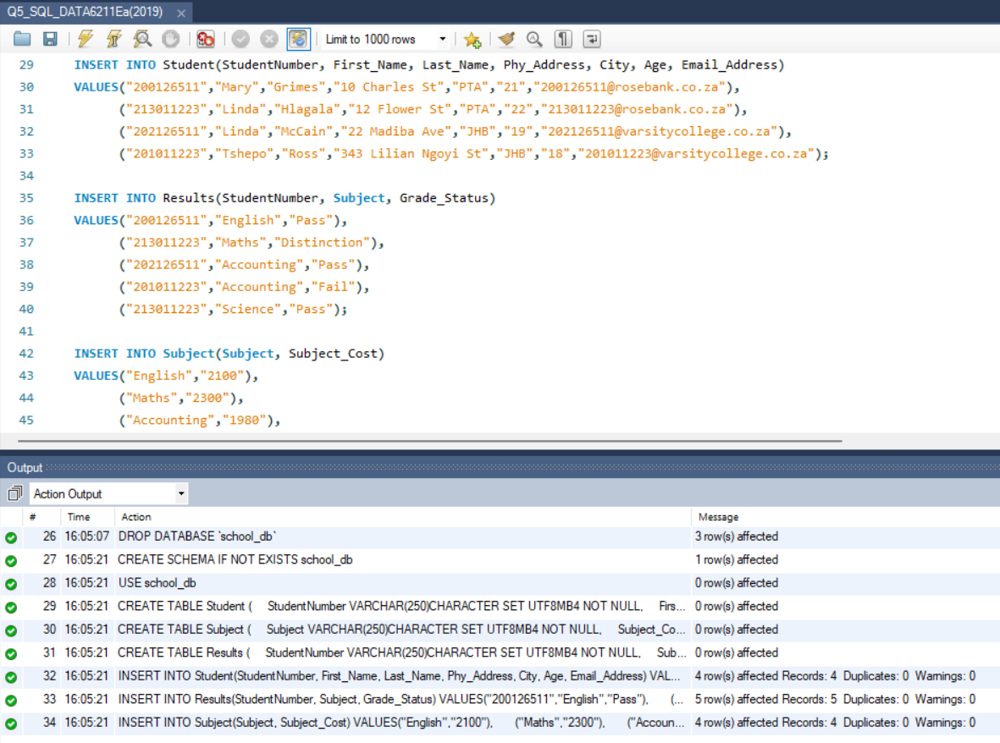 Q5_SQL_DATA6211Ea(2019) ×
Limit to 1000 rows
29 INSERT INTO Student(StudentNumber, First_Name, Last_Name, Phy_Address, City, Age, Email_Address)
30 VALUES("200126511","Mary","Grimes","10 Charles St","PTA","21","200126511@rosebank.co.za"),
31 ("213011223","Linda","Hlagala","12 Flower St","PTA","22","213011223@rosebank.co.za"),
32 ("202126511","Linda","McCain","22 Madiba Ave","JHB","19","202126511@varsitycollege.co.za"),
33 ("201011223","Tshepo","Ross","343 Lilian Ngoyi St","JHB","18","201011223@varsitycollege.co.za");
34
35 INSERT INTO Results(StudentNumber, Subject, Grade_Status)
36 VALUES("200126511","English","Pass"),
37 ("213011223","Maths","Distinction"),
38 ("202126511","Accounting","Pass"),
39 ("201011223","Accounting","Fail"),
40 ("213011223","Science","Pass");
41
42 INSERT INTO Subject(Subject, Subject_Cost)
43 VALUES("English","2100"),
44 ("Maths","2300"),
45 ("Accounting","1980"),
Output
Action Output
# Time Action Message
26 16:05:07 DROP DATABASE `school_db` 3 row(s) affected
27 16:05:21 CREATE SCHEMA IF NOT EXISTS school_db 1 row(s) affected
28 16:05:21 USE school_db 0 row(s) affected
29 16:05:21 CREATE TABLE Student ( StudentNumber VARCHAR(250)CHARACTER SET UTF8MB4 NOT NULL, Firs... 0 row(s) affected
30 16:05:21 CREATE TABLE Subject ( Subject VARCHAR(250)CHARACTER SET UTF8MB4 NOT NULL, Subject_Co... 0 row(s) affected
31 16:05:21 CREATE TABLE Results ( StudentNumber VARCHAR(250)CHARACTER SET UTF8MB4 NOT NULL, Sub... 0 row(s) affected
32 16:05:21 INSERT INTO Student(StudentNumber, First_Name, Last_Name, Phy_Address, City, Age, Email_Address) VAL... 4 row(s) affected Records: 4 Duplicates: 0 Warnings: 0
33 16:05:21 INSERT INTO Results(StudentNumber, Subject, Grade_Status) VALUES("200126511","English","Pass"), (... 5 row(s) affected Records: 5 Duplicates: 0 Warnings: 0
34 16:05:21 INSERT INTO Subject(Subject, Subject_Cost) VALUES("English","2100"), ("Maths","2300"), ("Accoun... 4 row(s) affected Records: 4 Duplicates: 0 Warnings: 0